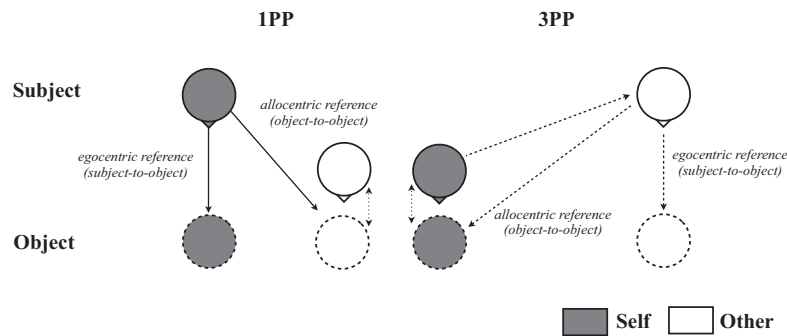 1PP
3PP
Subject
allocentric reference
(object-to-object)
egocentric reference
(subject-to-object)
egocentric reference
(subject-to-object)
allocentric reference
(object-to-object)
Object
Self
Other